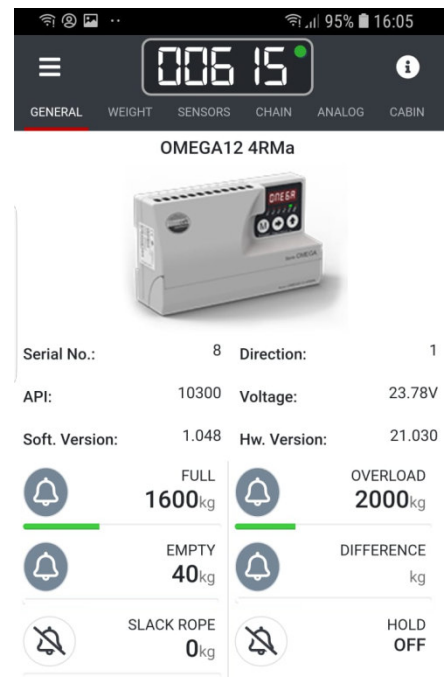 95% 16:05
00615
GENERAL WEIGHT SENSORS CHAIN ANALOG CABIN
OMEGA12 4RMa
OMEGA
M
Serial No.: 8 Direction: 1
API: 10300 Voltage: 23.78V
Soft. Version: 1.048 Hw. Version: 21.030
FULL OVERLOAD
1600kg 2000kg
EMPTY DIFFERENCE
40kg kg
SLACK ROPE HOLD
0kg OFF